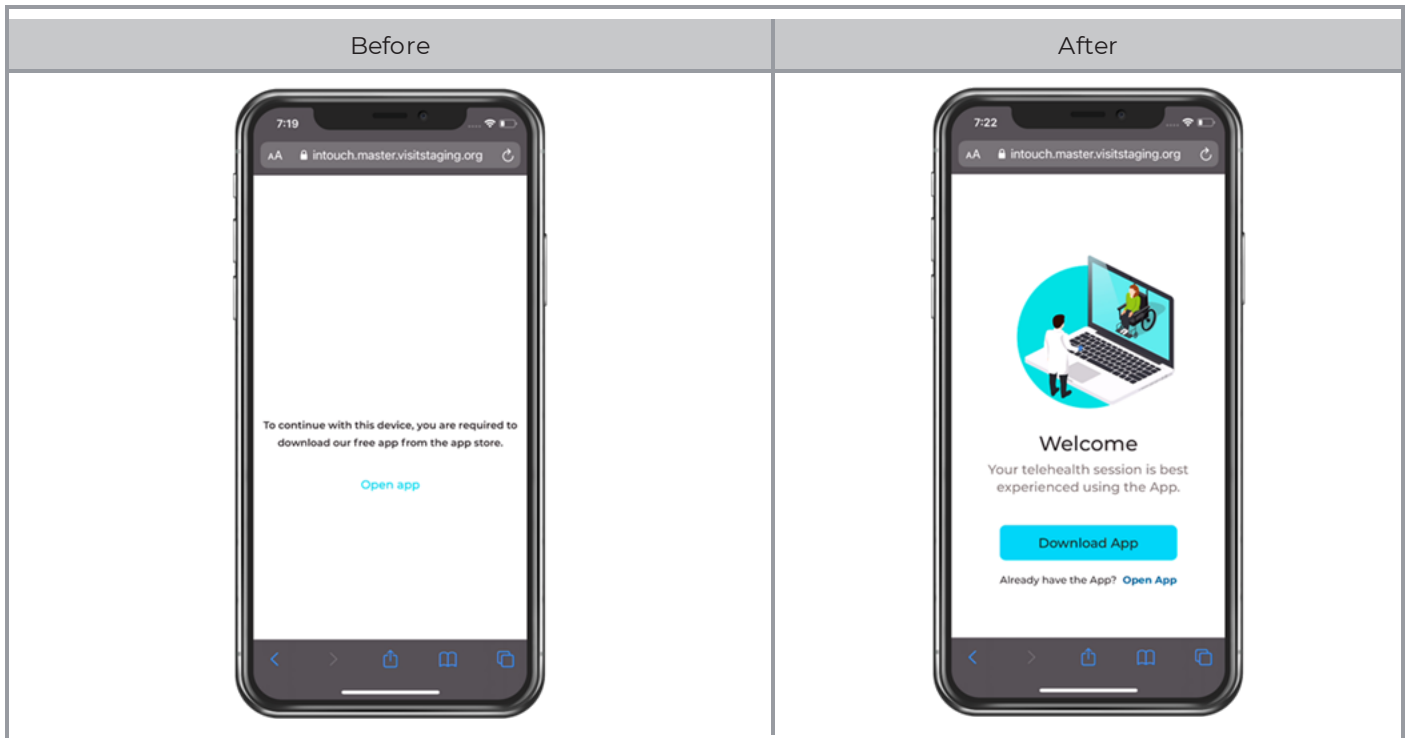 Before
After
7:19
AA intouch.master.visitstaging.org
To continue with this device, you are required to
download our free app from the app store.
Open app
7:22
AA intouch.master.visitstaging.org
Welcome
Your telehealth session is best
experienced using the App.
Download App
Already have the App? Open App